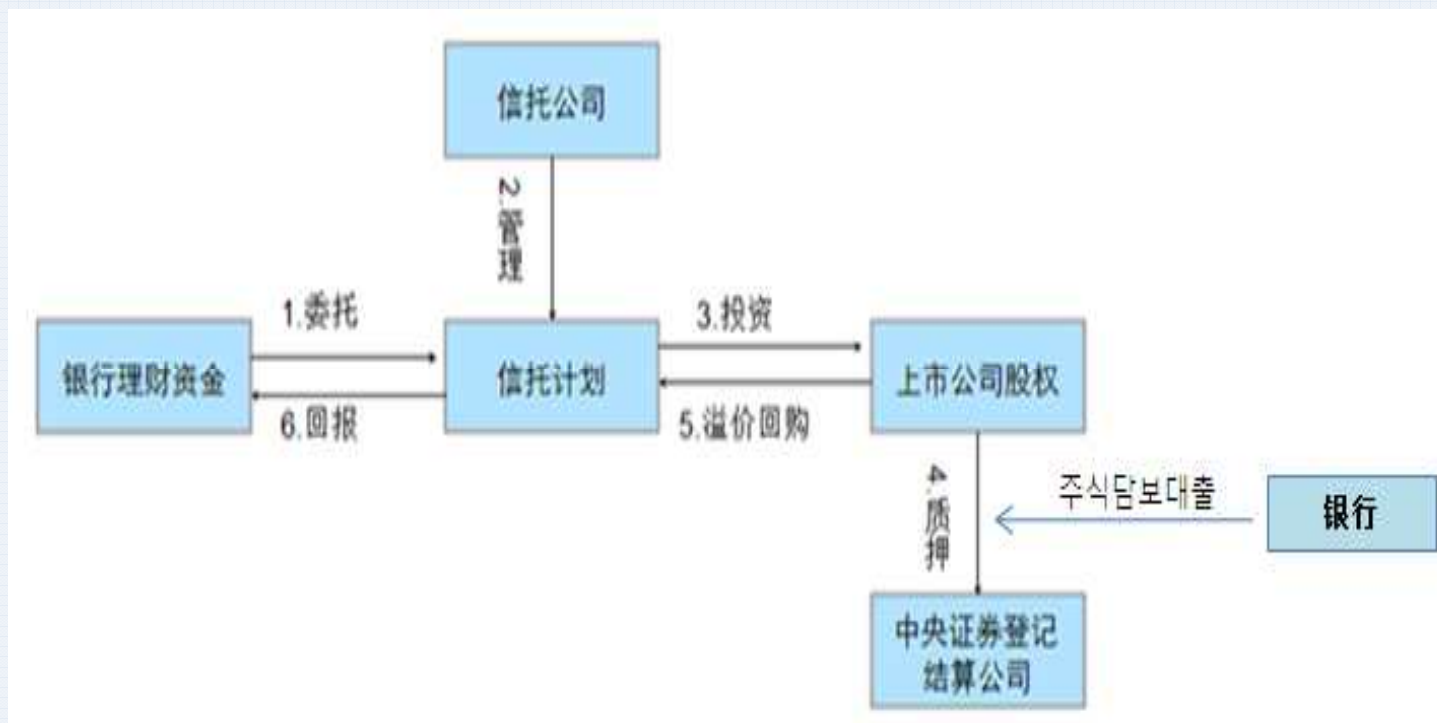 信托公司
2.管理
1.委托
3.投资
银行理财资金
信托计划
上市公司股权
6.回报
5.溢价回购
4.质押
주식담보대출
银行
中央证券登记
结算公司